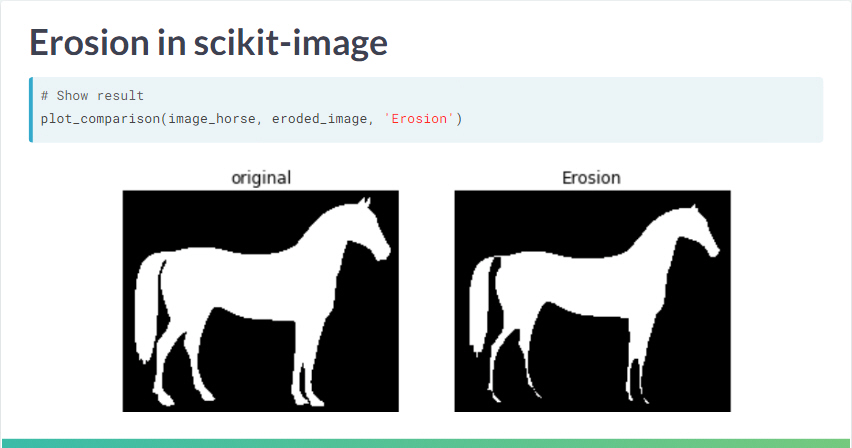 Erosion in scikit-image
# Show result
plot_comparison(image_horse, eroded_image, 'Erosion')
original
Erosion